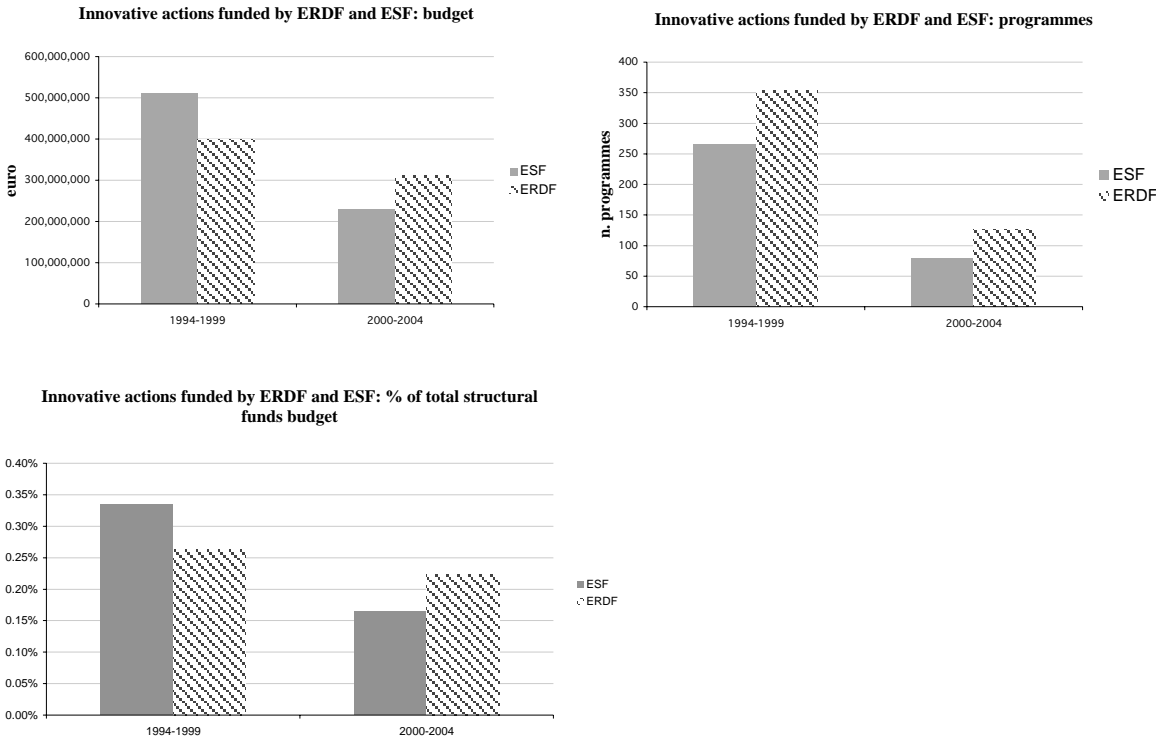 Innovative actions funded by ERDF and ESF: budget
600,000,000
500,000,000
400,000,000
300,000,000
200,000,000
100,000,000
0
euro
1994-1999
2000-2004
ESF
ERDF
Innovative actions funded by ERDF and ESF: programmes
400
350
300
250
200
150
100
50
0
n. programmes
1994-1999
2000-2004
ESF
ERDF
Innovative actions funded by ERDF and ESF: % of total structural
funds budget
0.40%
0.35%
0.30%
0.25%
0.20%
0.15%
0.10%
0.05%
0.00%
1994-1999
2000-2004
ESF
ERDF